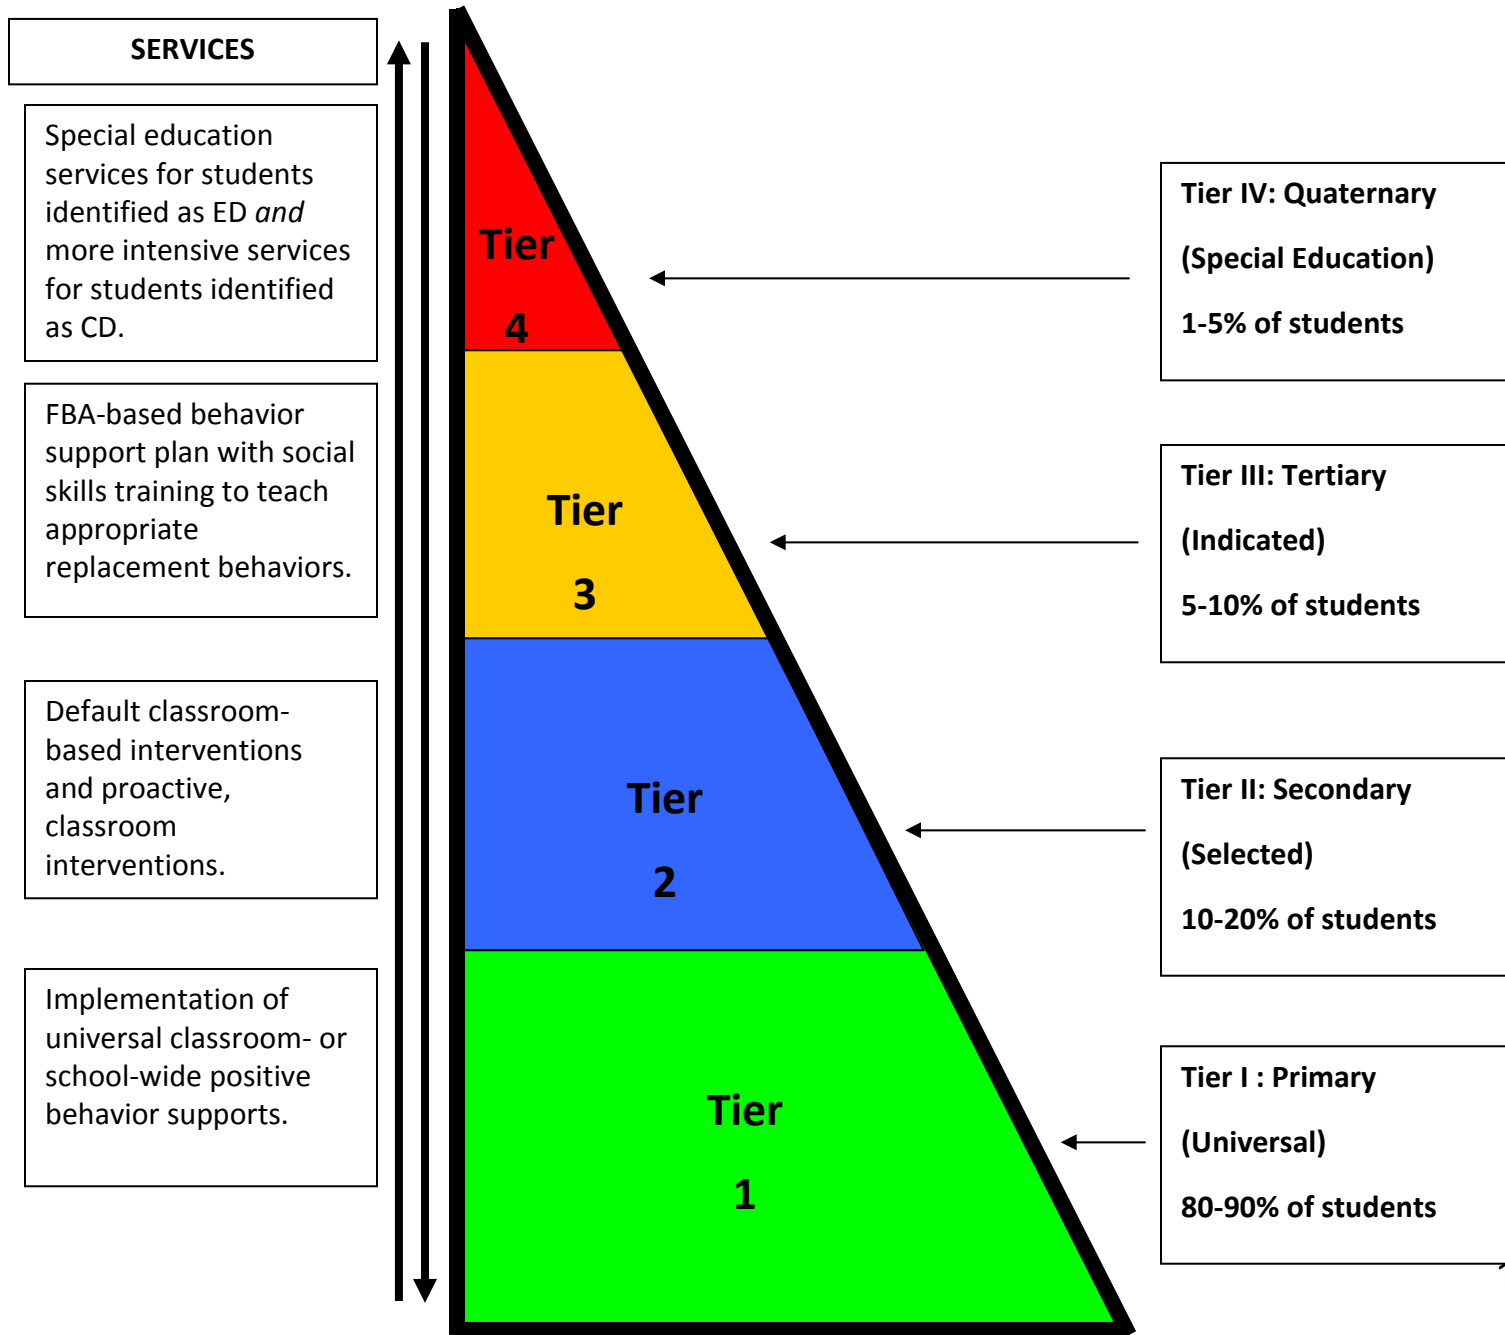 SERVICES
Special education
services for students
identified as ED and
more intensive services
for students identified
as CD.
FBA-based behavior
support plan with social
skills training to teach
appropriate
replacement behaviors.
Default classroom-
based interventions
and proactive,
classroom
interventions.
Implementation of
universal classroom- or
school-wide positive
behavior supports.
Tier
4
Tier
3
Tier
2
Tier
1
Tier IV: Quaternary
(Special Education)
1-5% of students
Tier III: Tertiary
(Indicated)
5-10% of students
Tier II: Secondary
(Selected)
10-20% of students
Tier I : Primary
(Universal)
80-90% of students